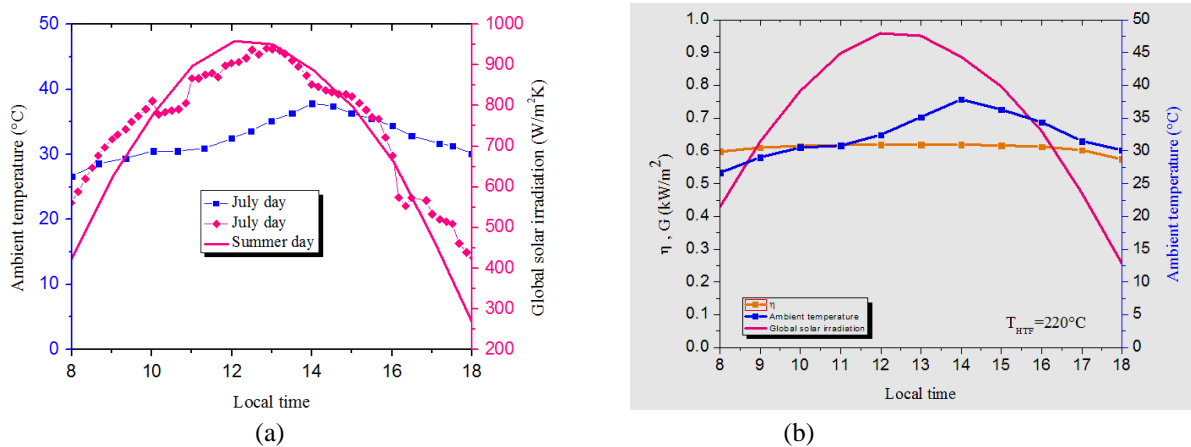 50
40
30
20
10
0
Ambient temperature (°C)
1000
900
800
700
600
500
400
300
200
Global solar irradiation (W/m²K)
July day
July day
Summer day
8 10 12 14 16 18
Local time
(a)
1.0
0.9
0.8
0.7
0.6
0.5
0.4
0.3
0.2
0.1
0.0
η , G (kW/m²)
50
45
40
35
30
25
20
15
10
5
0
Ambient temperature (°C)
η
Ambient temperature
Global solar irradiation
T_HTF=220°C
8 9 10 11 12 13 14 15 16 17 18
Local time
(b)